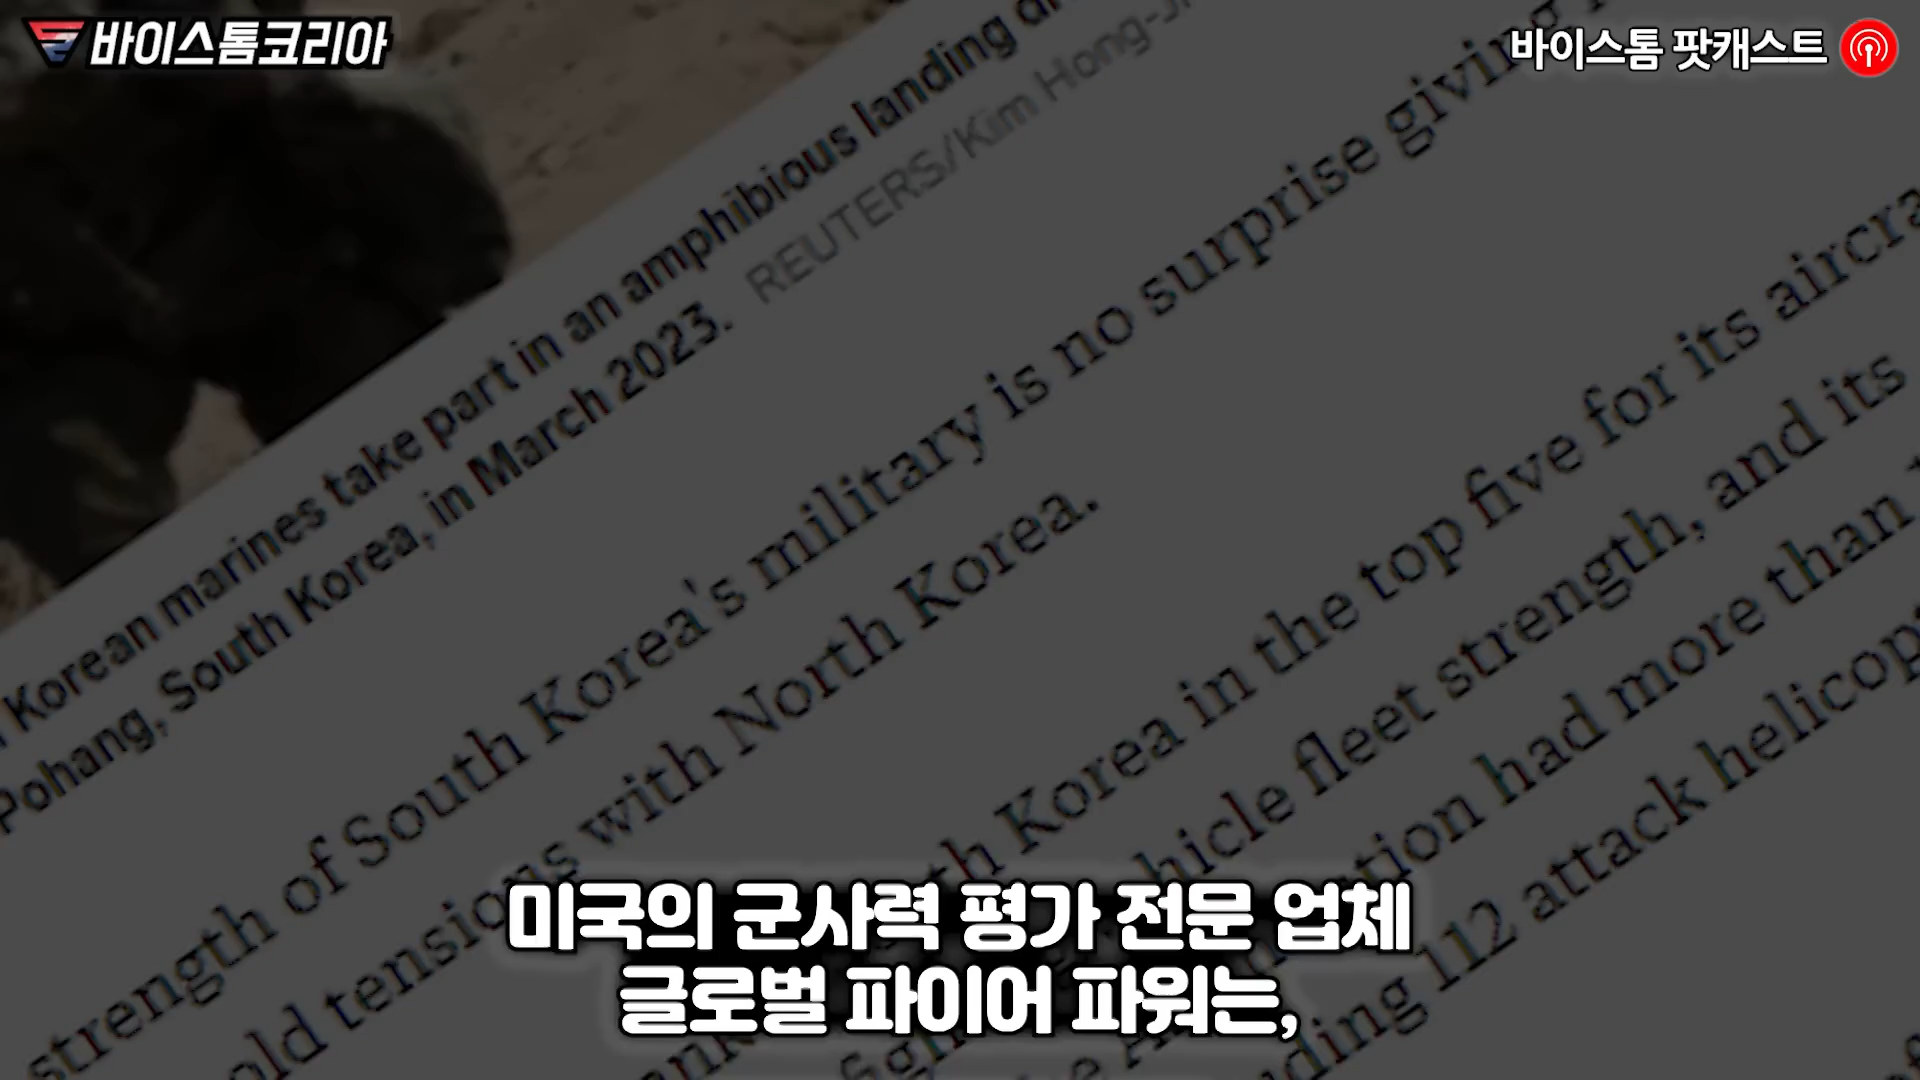 바이스톰코리아
바이스톰 팟캐스트
Korean marines take part in an amphibious landing
Pohang, South Korea, in March 2023. REUTERS/Kim
strength of South Korea's military is no surprise giving
old tensions with North Korea.
Korea in the top five for its
fleet strength, and its
had more than
112 attack
미국의 군사력 평가 전문 업체
글로벌 파이어 파워는,